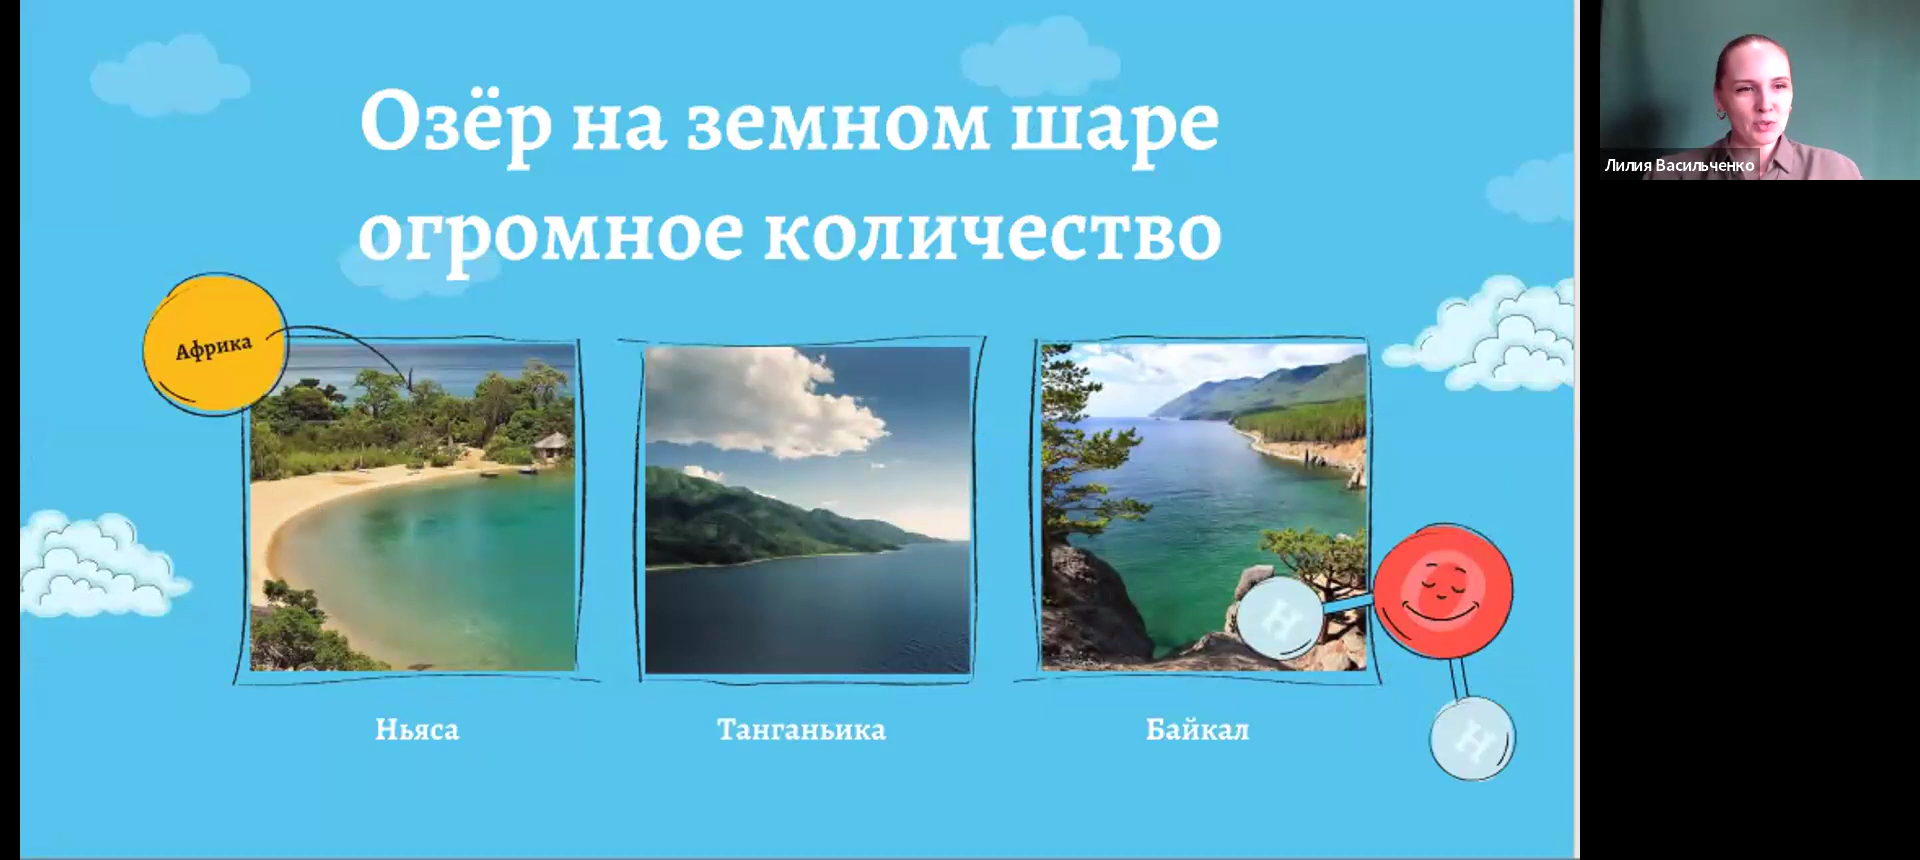 Озёр на земном шаре
огромное количество
Африка
Ньяса
Танганьика
Байкал
H
H
Лилия Васильченко